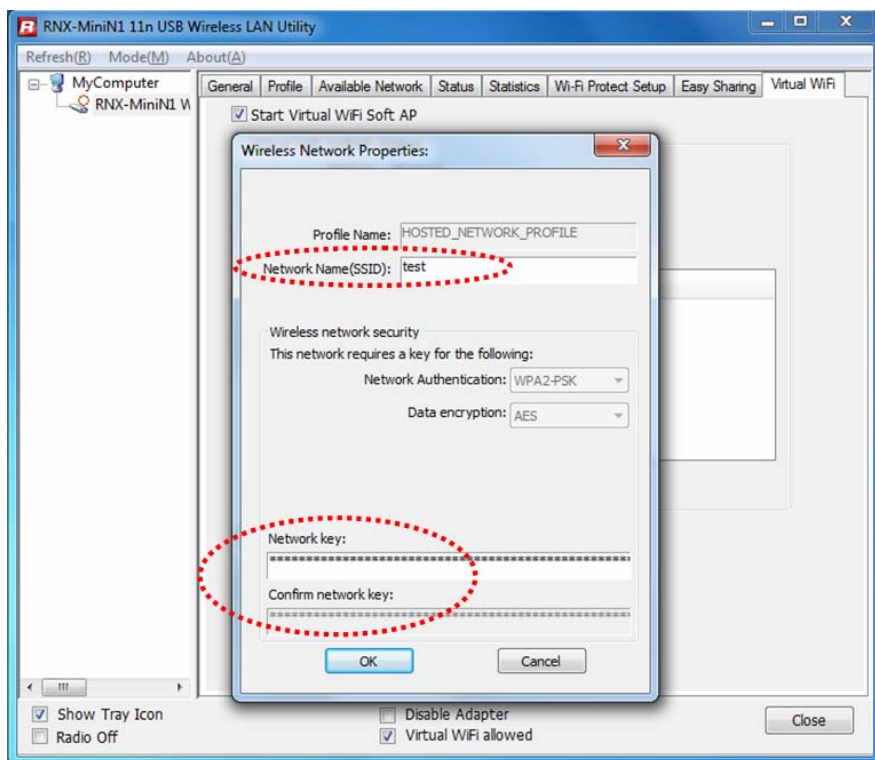 RNX-MiniN1 11n USB Wireless LAN Utility
Refresh(R) Mode(M) About(A)
MyComputer
RNX-MiniN1 W
General Profile Available Network Status Statistics Wi-Fi Protect Setup Easy Sharing Virtual WiFi
Start Virtual WiFi Soft AP
Wireless Network Properties:
Profile Name: HOSTED_NETWORK_PROFILE
Network Name(SSID): test
Wireless network security
This network requires a key for the following:
Network Authentication: WPA2-PSK
Data encryption: AES
Network key:
**************************************************
Confirm network key:
**************************************************
OK Cancel
Show Tray Icon Disable Adapter
Radio Off Virtual WiFi allowed
Close